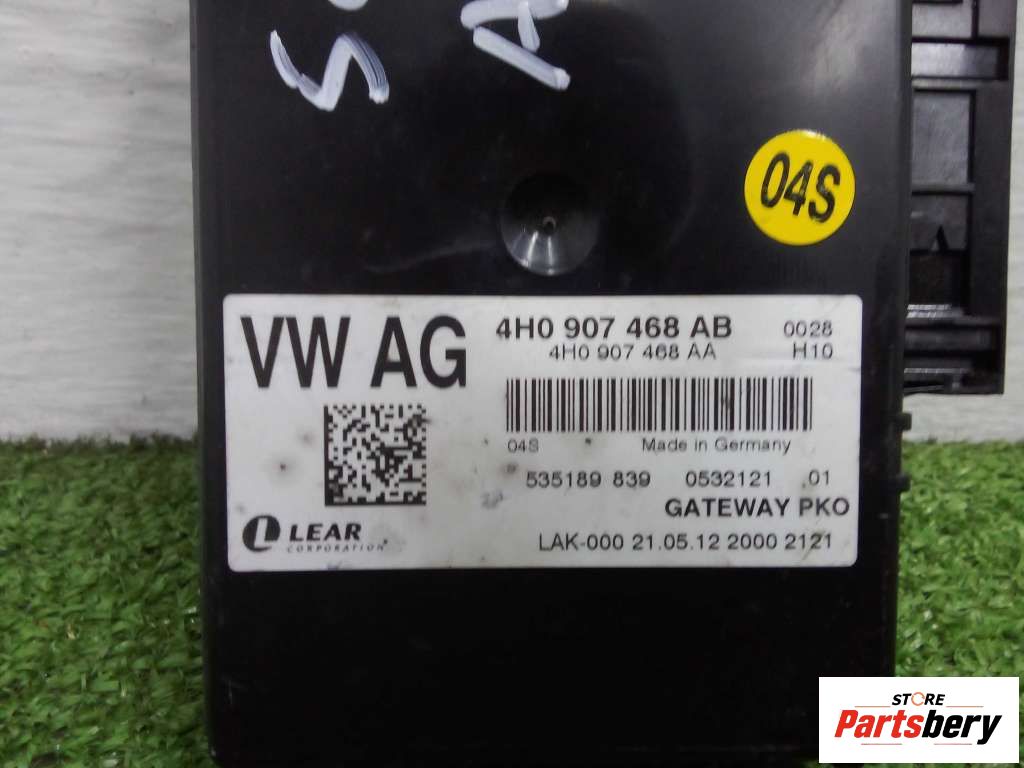 04S
VW AG
4H0 907 468 AB 0028
4H0 907 468 AA H10
04S Made in Germany
535189 839 0532121 01
GATEWAY PKO
LEAR
CORPORATION
LAK-000 21.05.12 2000 2121
STORE
Partsbery